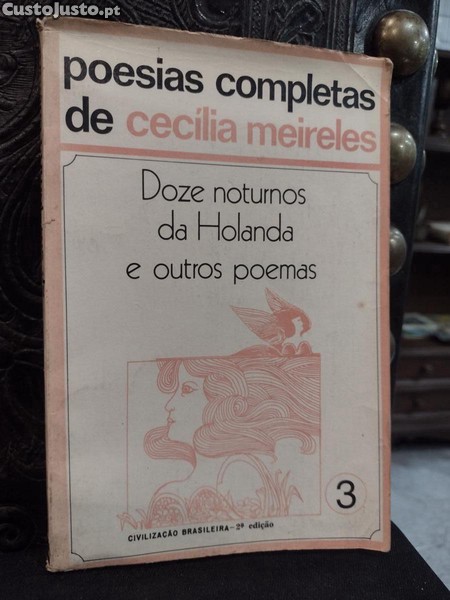 CustoJusto.pt
poesias completas
de cecília meireles
Doze noturnos
da Holanda
e outros poemas
3
CIVILIZAÇÃO BRASILEIRA – 2ª edição